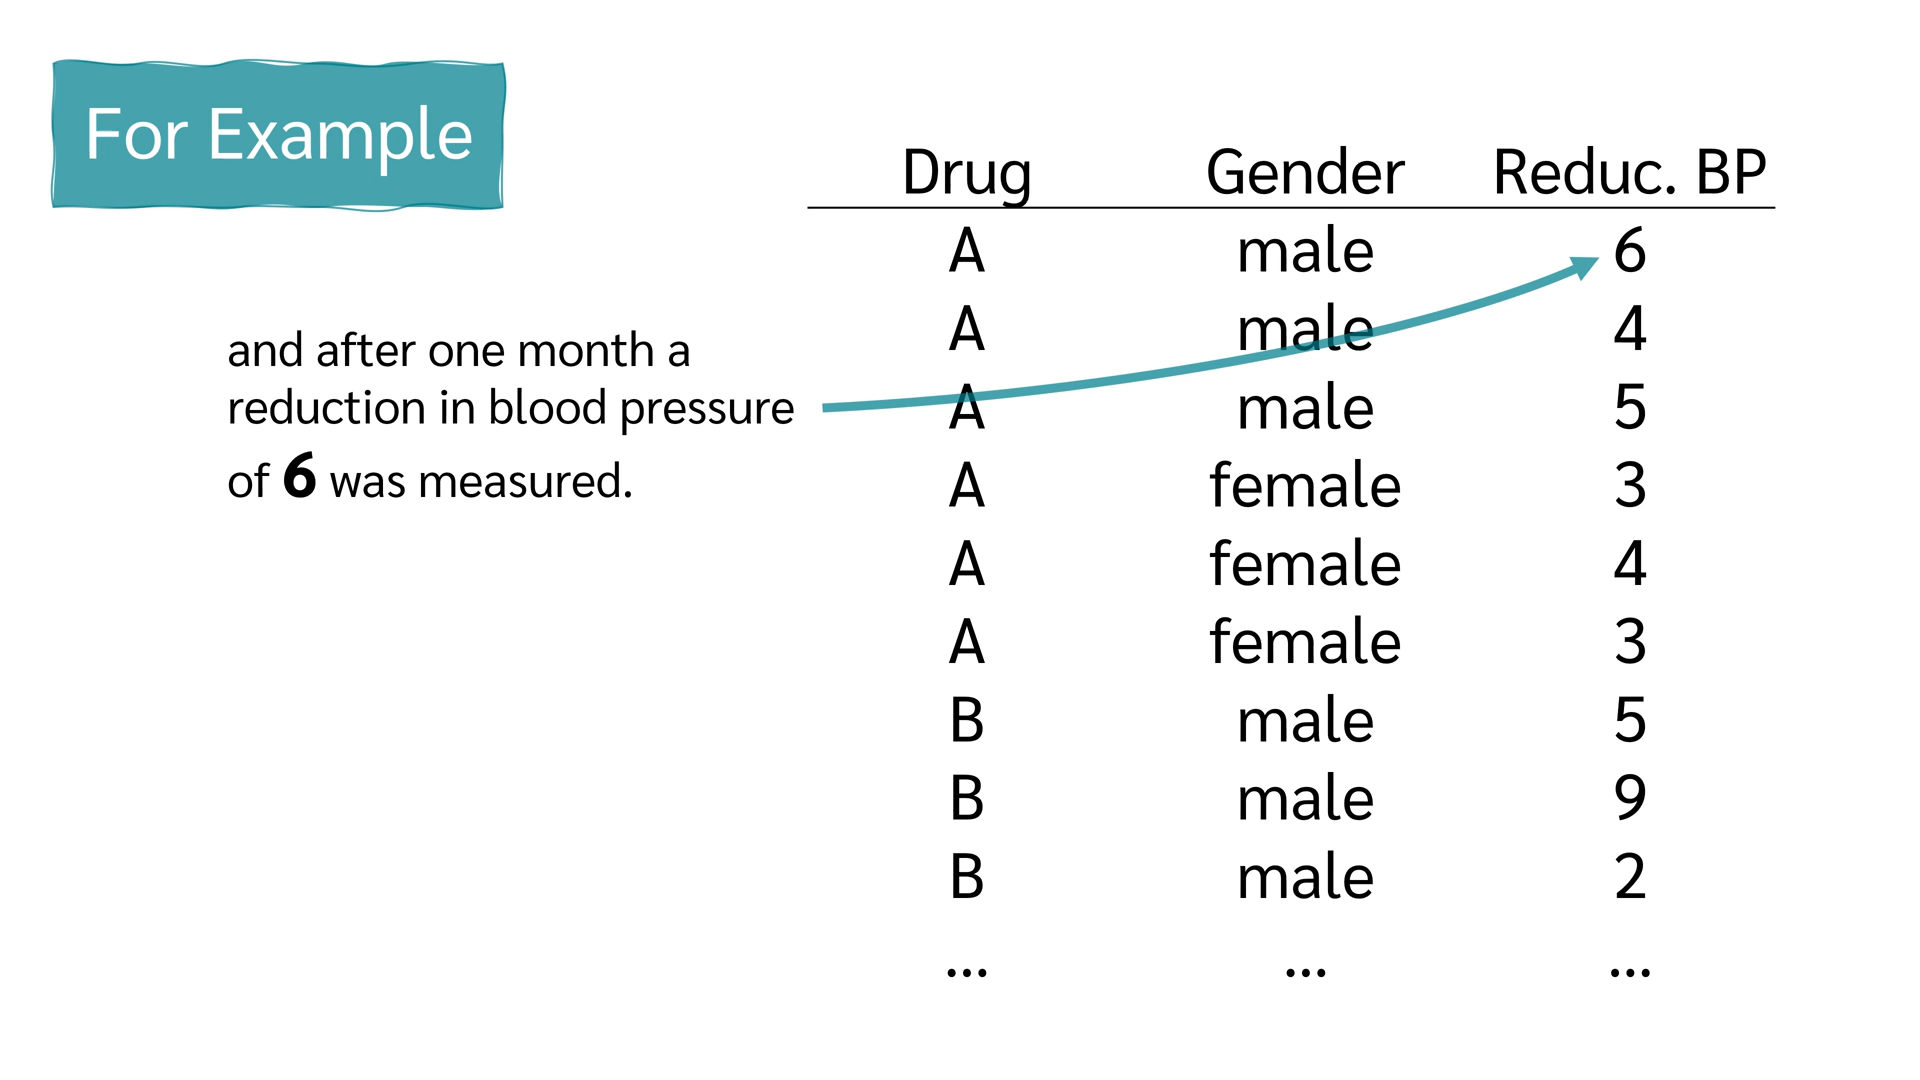 For Example
and after one month a
reduction in blood pressure
of 6 was measured.
Drug Gender Reduc. BP
A male 6
A male 4
A male 5
A female 3
A female 4
A female 3
B male 5
B male 9
B male 2
... ... ...